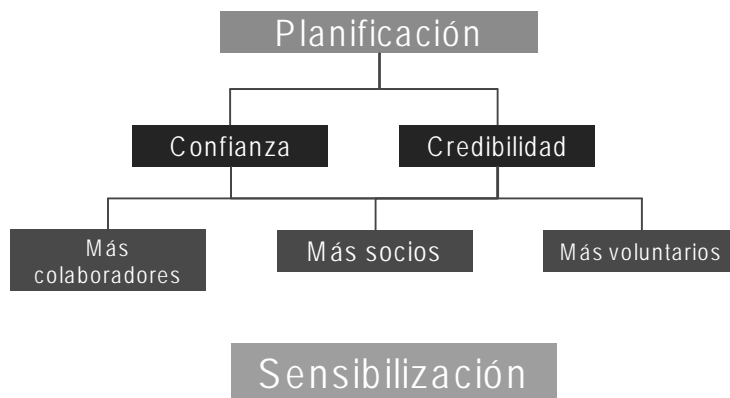 Planificación
Confianza
Credibilidad
Más
colaboradores
Más socios
Más voluntarios
Sensibilización